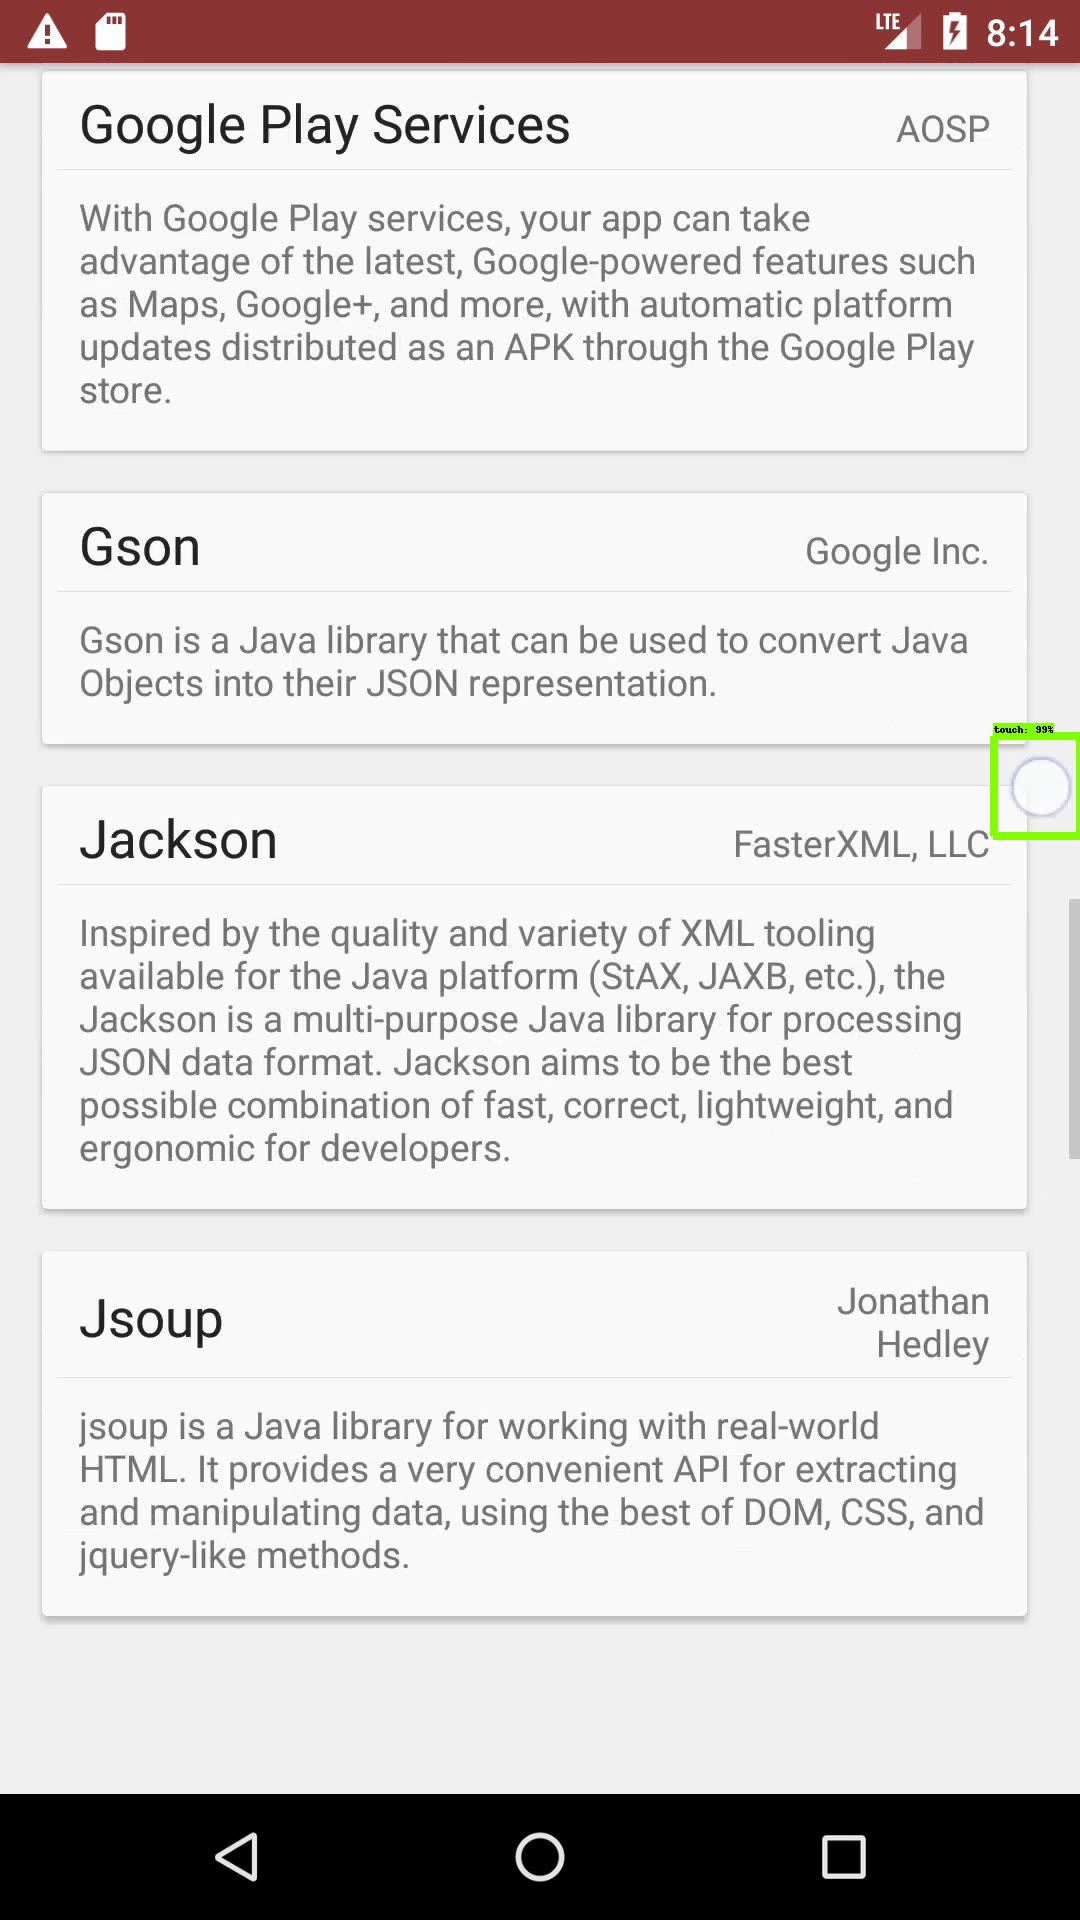 LTE 8:14
Google Play Services AOSP
With Google Play services, your app can take
advantage of the latest, Google-powered features such
as Maps, Google+, and more, with automatic platform
updates distributed as an APK through the Google Play
store.
Gson Google Inc.
Gson is a Java library that can be used to convert Java
Objects into their JSON representation.
touch: 99%
Jackson FasterXML, LLC
Inspired by the quality and variety of XML tooling
available for the Java platform (StAX, JAXB, etc.), the
Jackson is a multi-purpose Java library for processing
JSON data format. Jackson aims to be the best
possible combination of fast, correct, lightweight, and
ergonomic for developers.
Jsoup Jonathan
Hedley
jsoup is a Java library for working with real-world
HTML. It provides a very convenient API for extracting
and manipulating data, using the best of DOM, CSS, and
jquery-like methods.